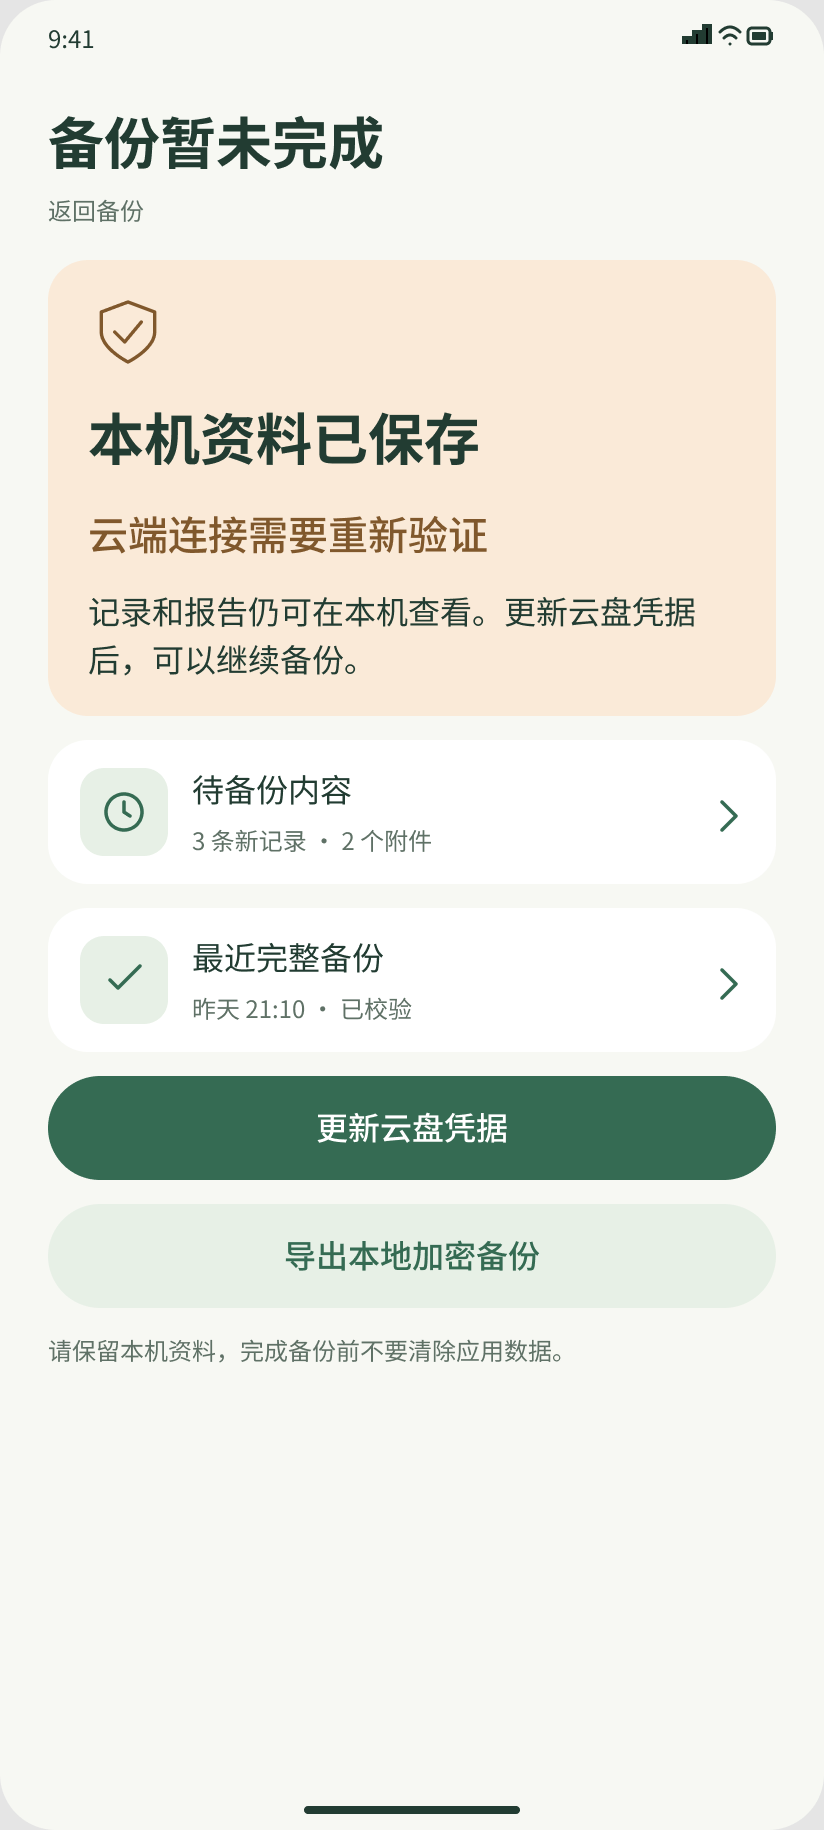 9:41
备份暂未完成
返回备份
本机资料已保存
云端连接需要重新验证
记录和报告仍可在本机查看。更新云盘凭据
后，可以继续备份。
待备份内容
3 条新记录 · 2 个附件
最近完整备份
昨天 21:10 · 已校验
更新云盘凭据
导出本地加密备份
请保留本机资料，完成备份前不要清除应用数据。